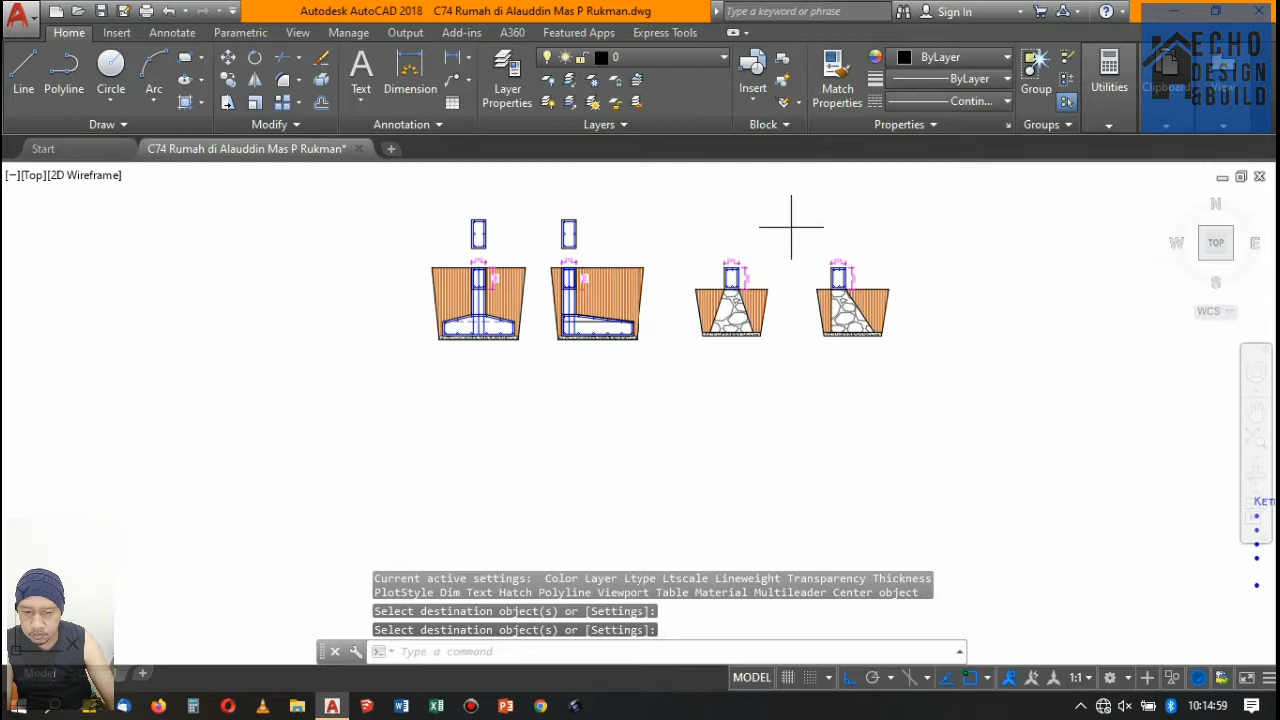 Autodesk AutoCAD 2018 C74 Rumah di Alauddin Mas P Rukman.dwg
Type a keyword or phrase
Sign In
Home Insert Annotate Parametric View Manage Output Add-ins A360 Featured Apps Express Tools
ECHO
DESIGN
&BUILD
0
ByLayer
ByLayer
Contin...
Line Polyline Circle Arc
Text Dimension
Layer
Properties
Insert
Match
Properties
Group
Utilities
Clipboard
View
Draw Modify Annotation Layers Block Properties Groups
Start
C74 Rumah di Alauddin Mas P Rukman*
[−][Top][2D Wireframe]
N
W TOP E
S
WCS
Current active settings: Color Layer Ltype Ltscale Lineweight Transparency Thickness
PlotStyle Dim Text Hatch Polyline Viewport Table Material Multileader Center object
Select destination object(s) or [Settings]:
Select destination object(s) or [Settings]:
Type a command
Model
MODEL
1:1
10:14:59